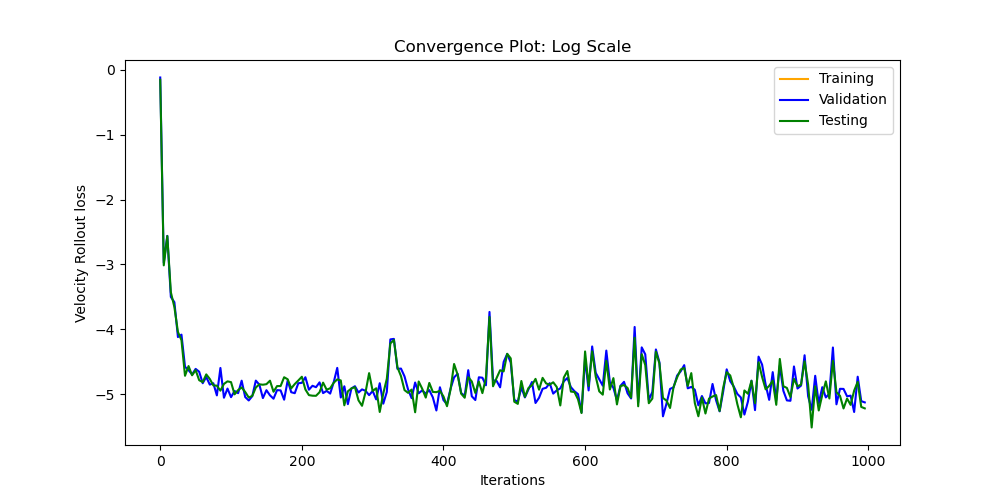 Convergence Plot: Log Scale
Training
Validation
Testing
0
−1
−2
−3
−4
−5
Velocity Rollout loss
0 200 400 600 800 1000
Iterations